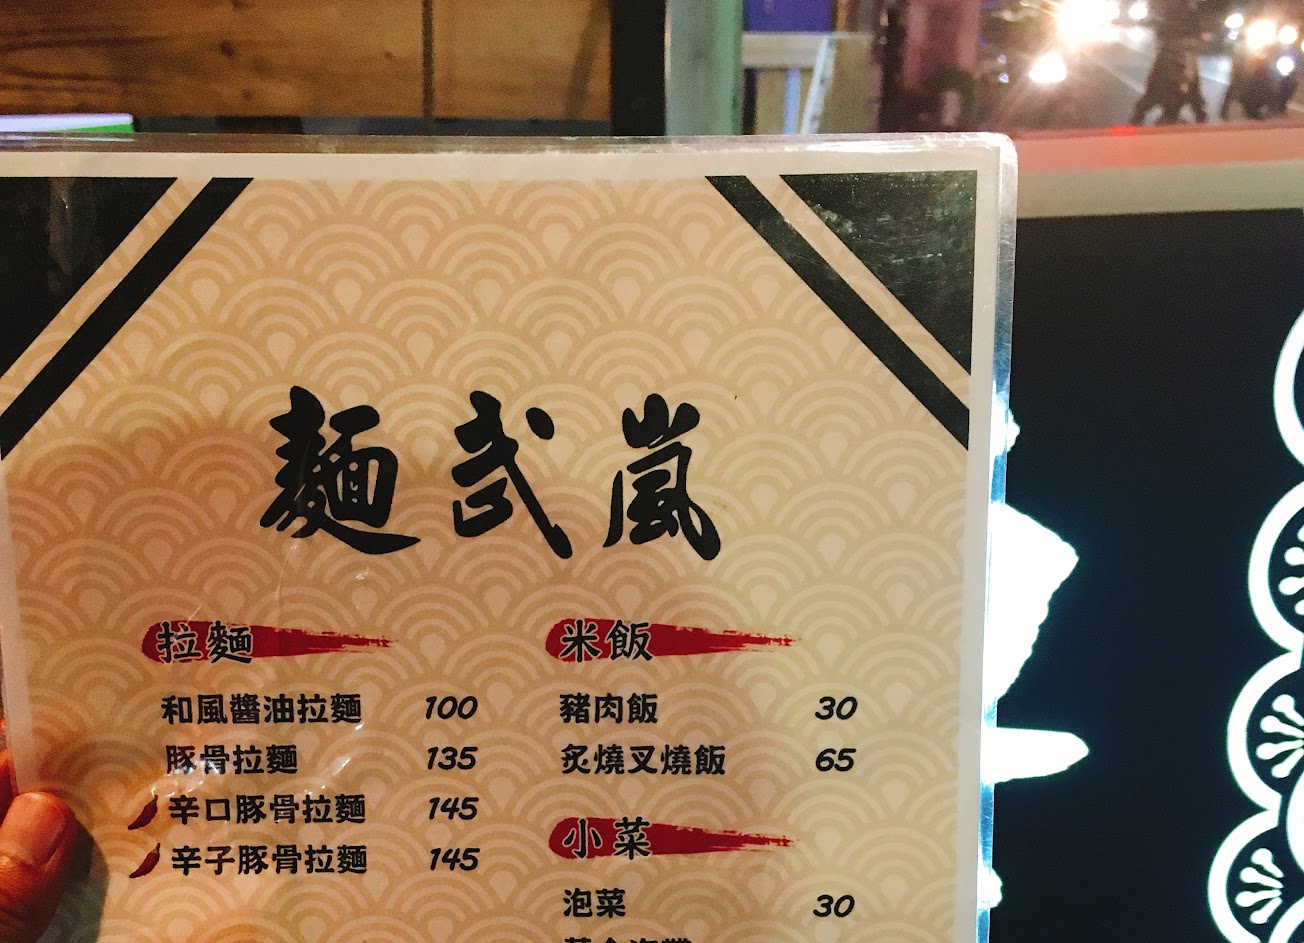 麵武嵐
拉麵
和風醬油拉麵 100
豚骨拉麵 135
辛口豚骨拉麵 145
辛子豚骨拉麵 145
米飯
豬肉飯 30
炙燒叉燒飯 65
小菜
泡菜 30